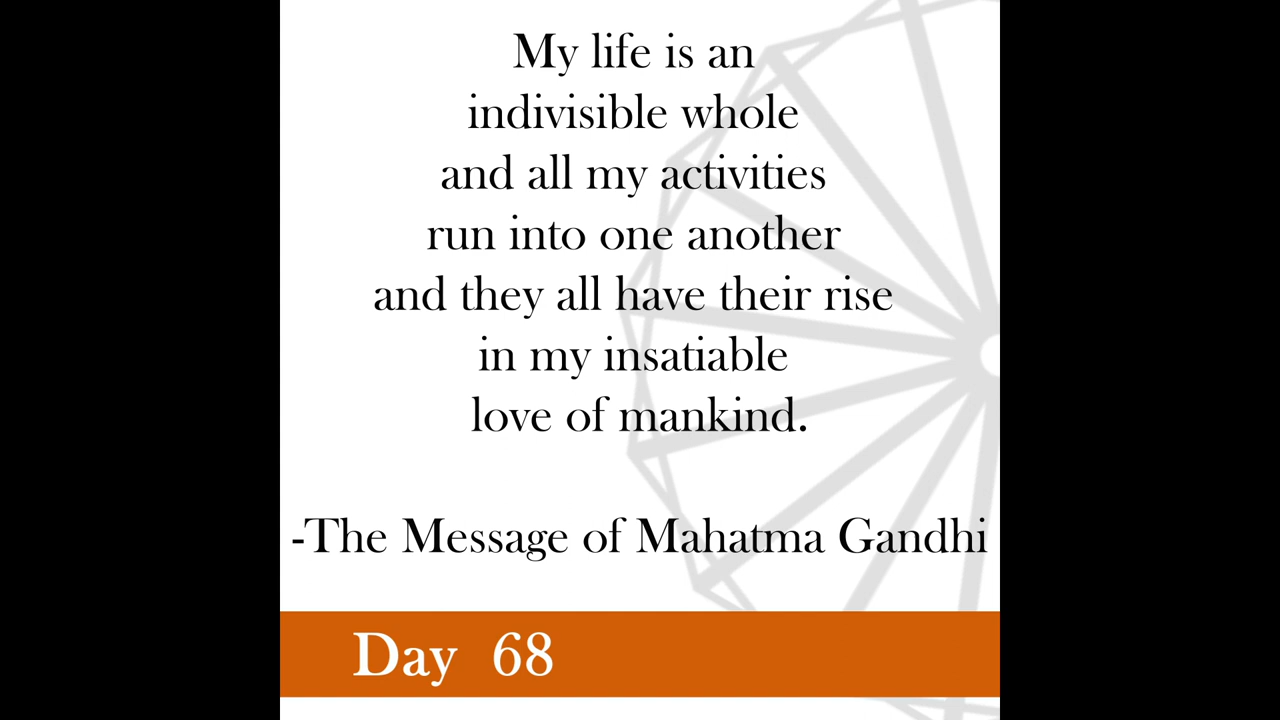 My life is an
indivisible whole
and all my activities
run into one another
and they all have their rise
in my insatiable
love of mankind.
-The Message of Mahatma Gandhi
Day 68